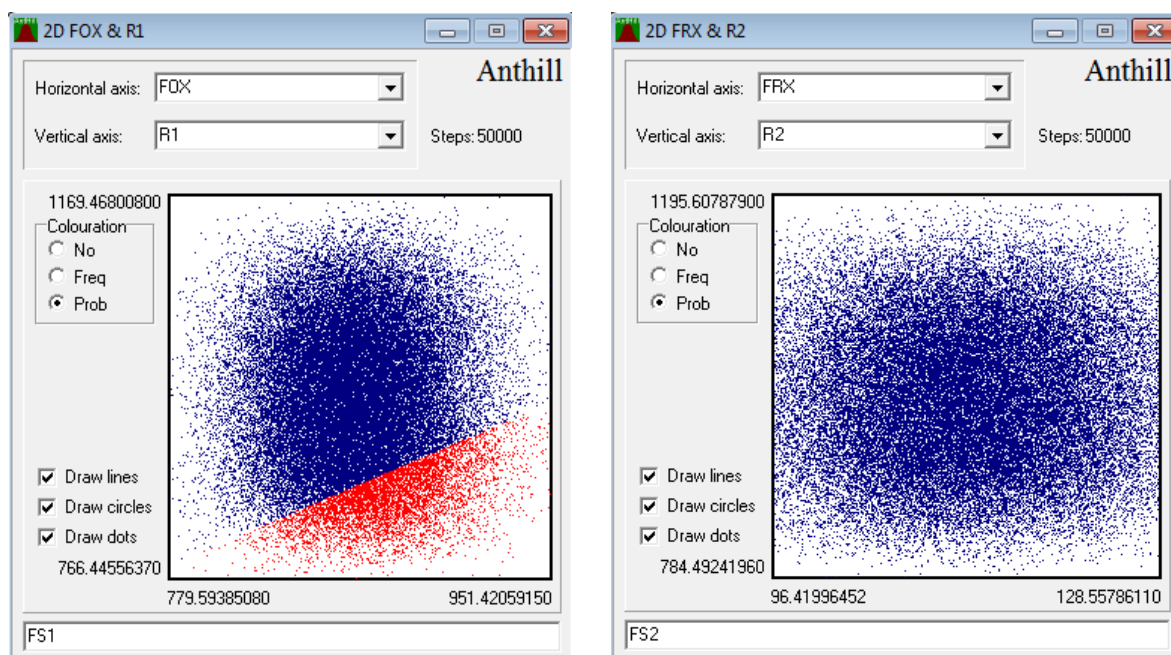 2D FOX & R1
Anthill
Horizontal axis: FOX
Vertical axis: R1
Steps: 50000
1169.46800800
Colouration
No
Freq
Prob
Draw lines
Draw circles
Draw dots
766.44556370
779.59385080
951.42059150
FS1
2D FRX & R2
Anthill
Horizontal axis: FRX
Vertical axis: R2
Steps: 50000
1195.60787900
Colouration
No
Freq
Prob
Draw lines
Draw circles
Draw dots
784.49241960
96.41996452
128.55786110
FS2